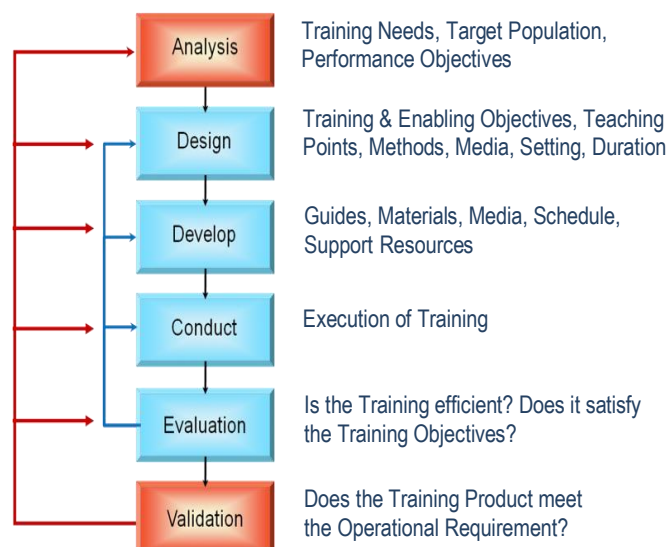 Analysis
Training Needs, Target Population,
Performance Objectives
Design
Training & Enabling Objectives, Teaching
Points, Methods, Media, Setting, Duration
Develop
Guides, Materials, Media, Schedule,
Support Resources
Conduct
Execution of Training
Evaluation
Is the Training efficient? Does it satisfy
the Training Objectives?
Validation
Does the Training Product meet
the Operational Requirement?